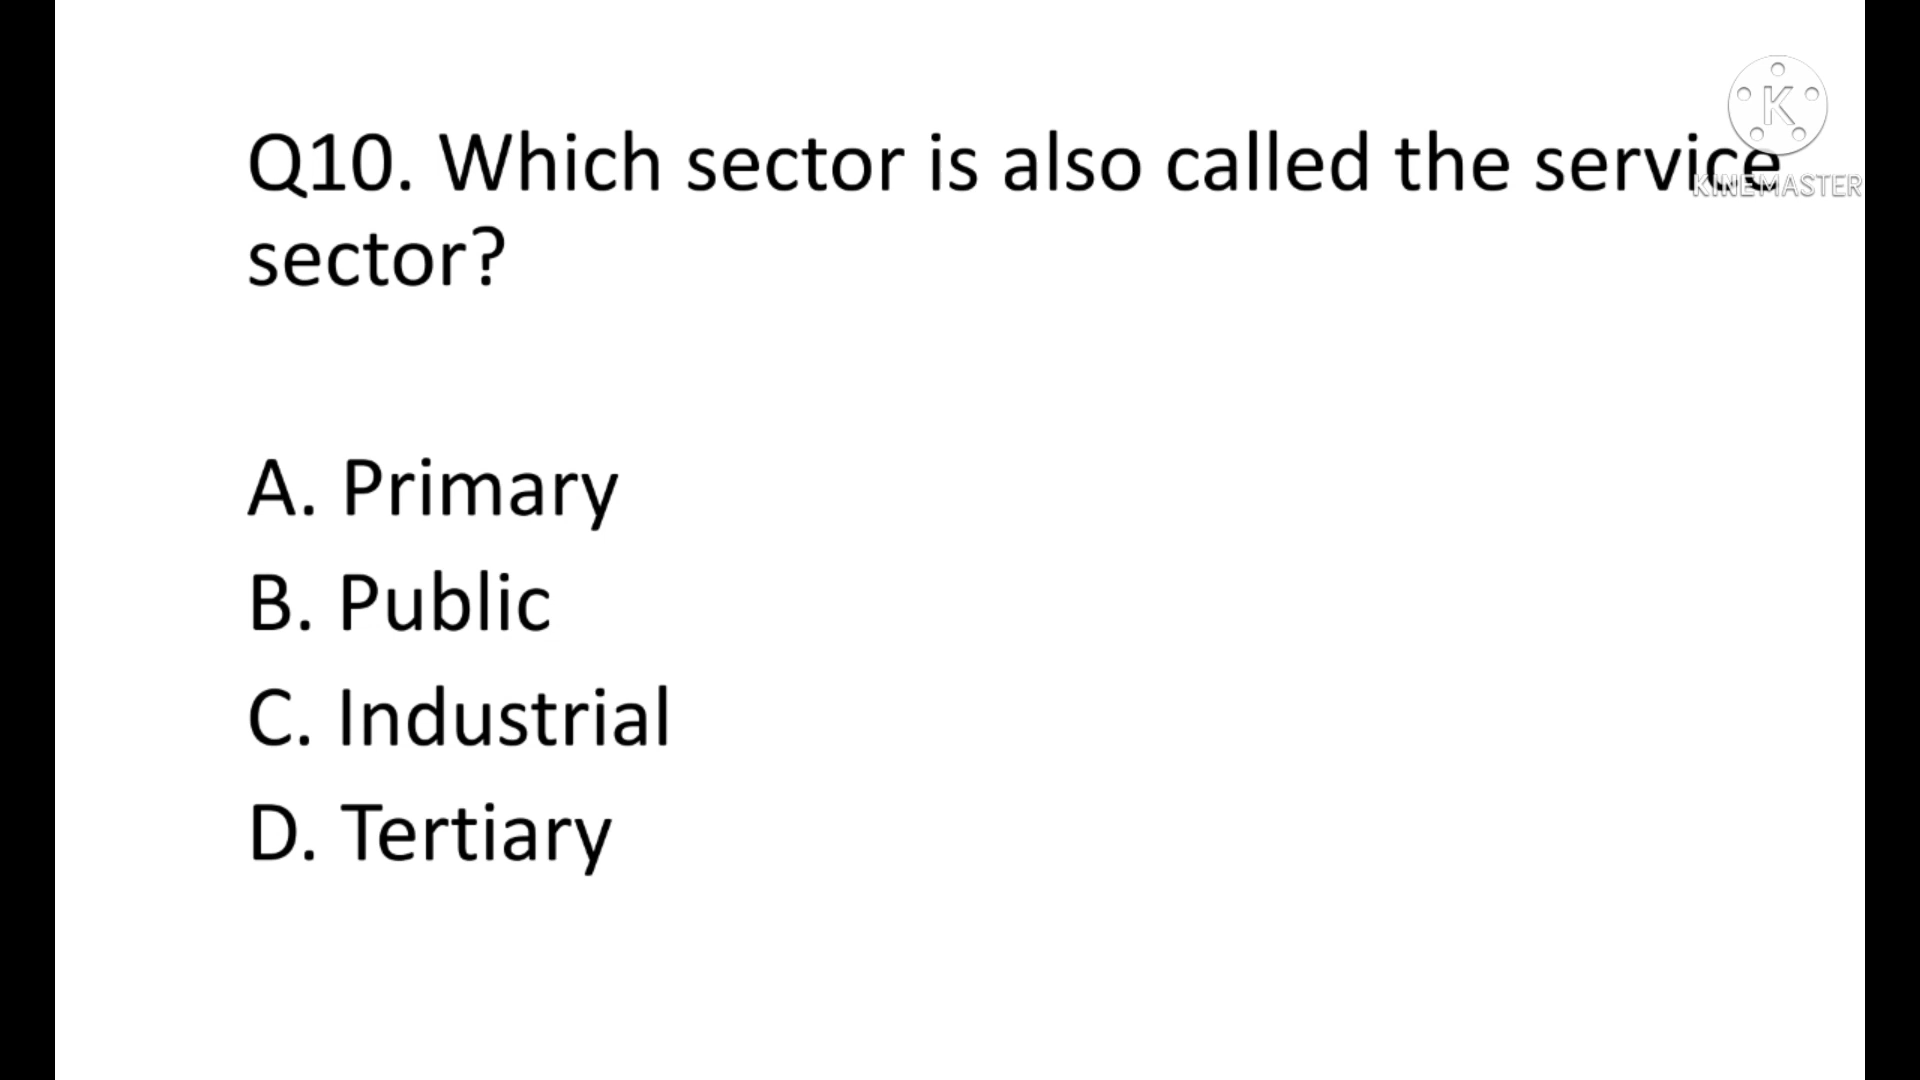 Q10. Which sector is also called the service
sector?
A. Primary
B. Public
C. Industrial
D. Tertiary
K
KINEMASTER